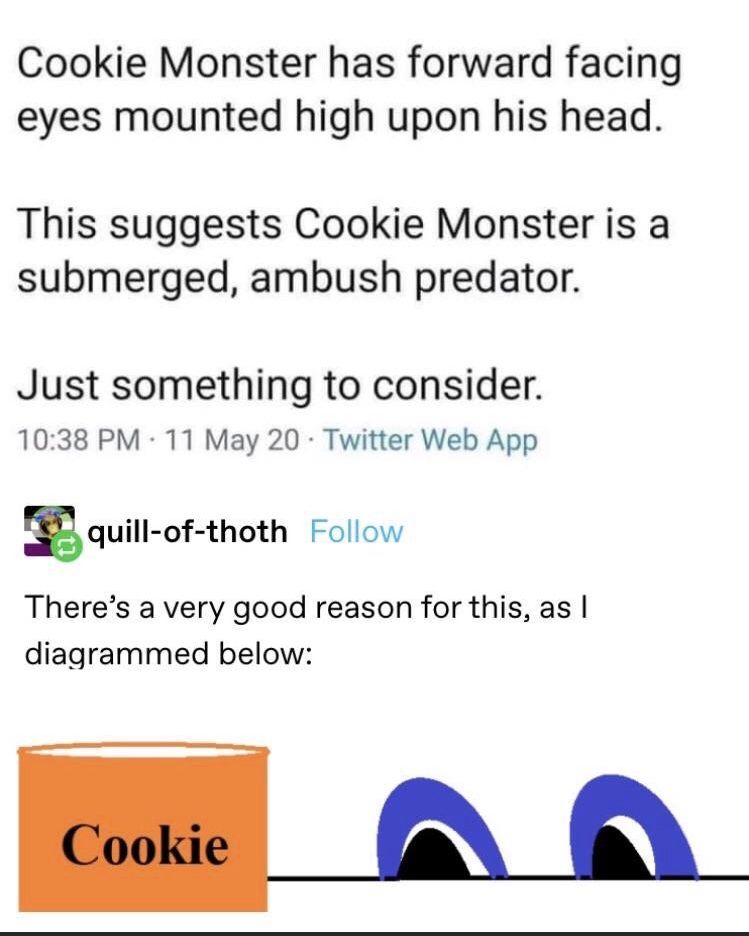 Cookie Monster has forward facing
eyes mounted high upon his head.
This suggests Cookie Monster is a
submerged, ambush predator.
Just something to consider.
10:38 PM · 11 May 20 · Twitter Web App
quill-of-thoth Follow
There’s a very good reason for this, as I
diagrammed below:
Cookie